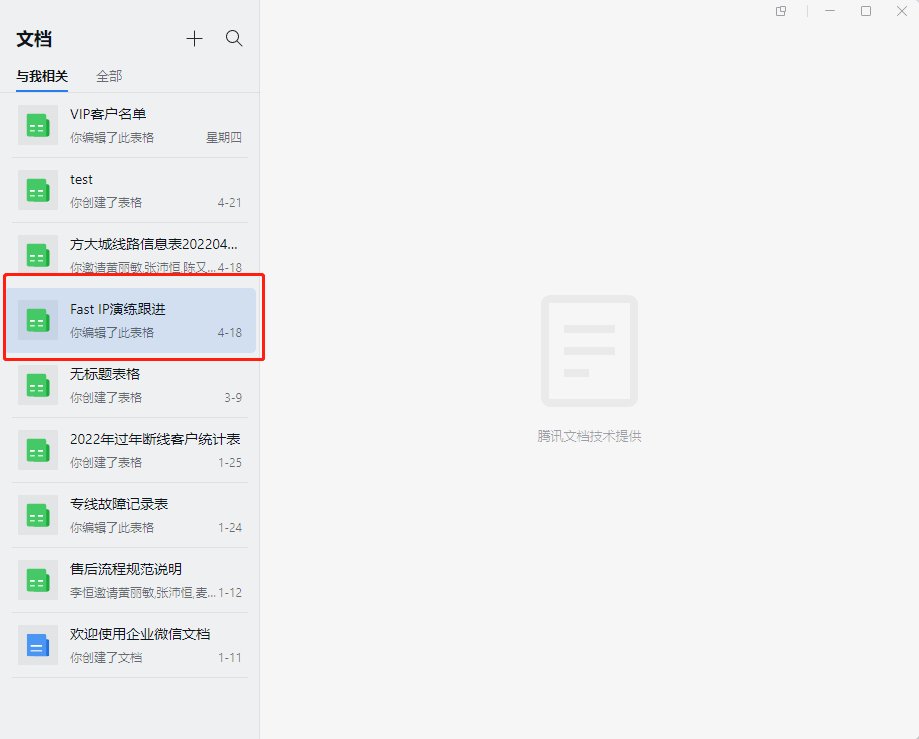 文档
与我相关 全部
VIP客户名单
你编辑了此表格 星期四
test
你创建了表格 4-21
方大城线路信息表202204...
你邀请黄丽敏,张沛恒,陈又... 4-18
Fast IP演练跟进
你编辑了此表格 4-18
无标题表格
你创建了表格 3-9
2022年过年断线客户统计表
你创建了表格 1-25
专线故障记录表
你编辑了此表格 1-24
售后流程规范说明
李恒邀请黄丽敏,张沛恒,麦... 1-12
欢迎使用企业微信文档
你创建了文档 1-11
腾讯文档技术提供